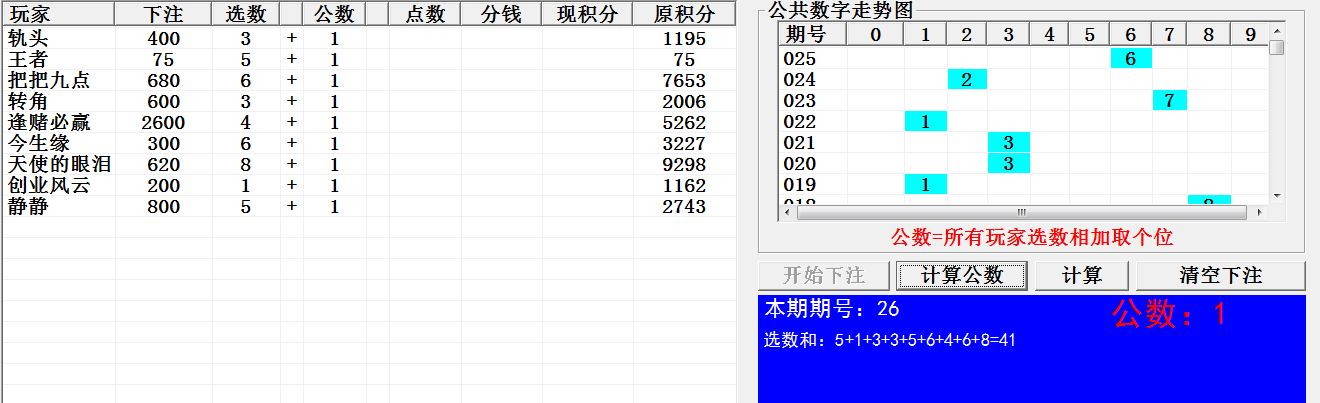 玩家 下注 选数 公数 点数 分钱 现积分 原积分
轨头 400 3 + 1 1195
王者 75 5 + 1 75
把把九点 680 6 + 1 7653
转角 600 3 + 1 2006
逢赌必赢 2600 4 + 1 5262
今生缘 300 6 + 1 3227
天使的眼泪 620 8 + 1 9298
创业风云 200 1 + 1 1162
静静 800 5 + 1 2743
公共数字走势图
期号 0 1 2 3 4 5 6 7 8 9
025 6
024 2
023 7
022 1
021 3
020 3
019 1
018 8
公数=所有玩家选数相加取个位
开始下注 计算公数 计算 清空下注
本期期号：26 公数：1
选数和：5+1+3+3+5+6+4+6+8=41